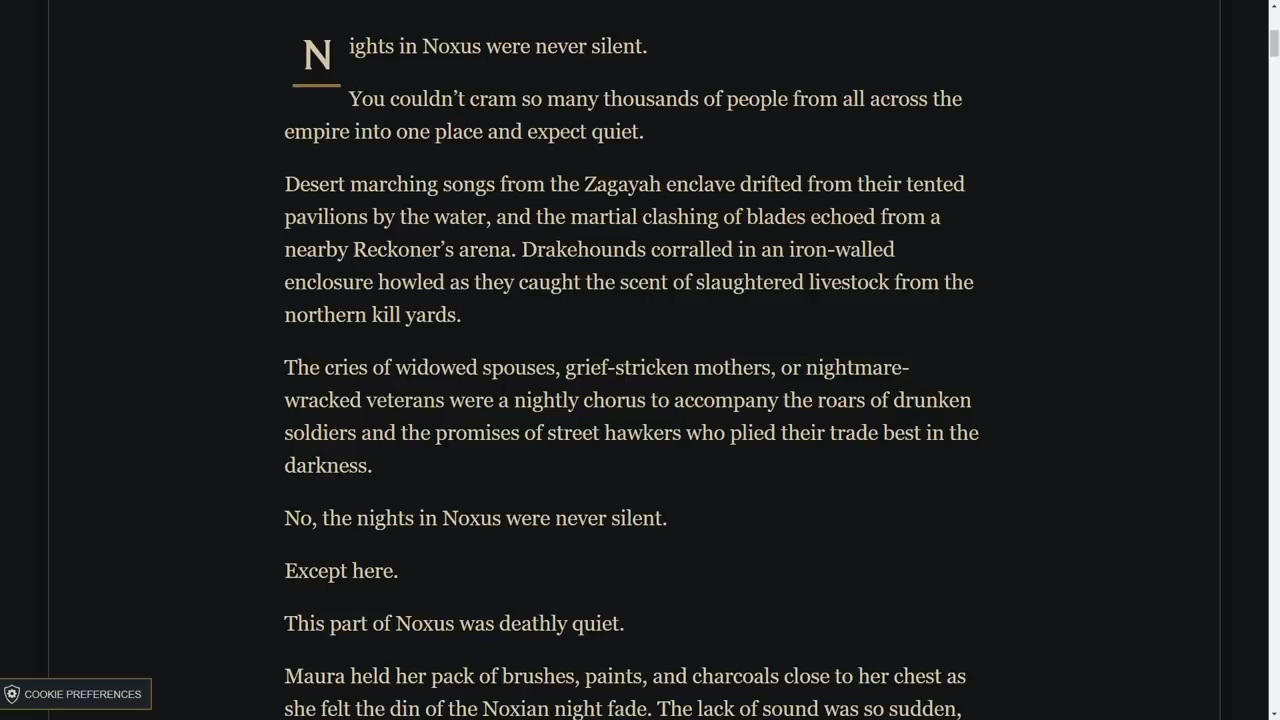 Nights in Noxus were never silent.
You couldn’t cram so many thousands of people from all across the
empire into one place and expect quiet.
Desert marching songs from the Zagayah enclave drifted from their tented
pavilions by the water, and the martial clashing of blades echoed from a
nearby Reckoner’s arena. Drakehounds corralled in an iron-walled
enclosure howled as they caught the scent of slaughtered livestock from the
northern kill yards.
The cries of widowed spouses, grief-stricken mothers, or nightmare-
wracked veterans were a nightly chorus to accompany the roars of drunken
soldiers and the promises of street hawkers who plied their trade best in the
darkness.
No, the nights in Noxus were never silent.
Except here.
This part of Noxus was deathly quiet.
Maura held her pack of brushes, paints, and charcoals close to her chest as
she felt the din of the Noxian night fade. The lack of sound was so sudden,
COOKIE PREFERENCES